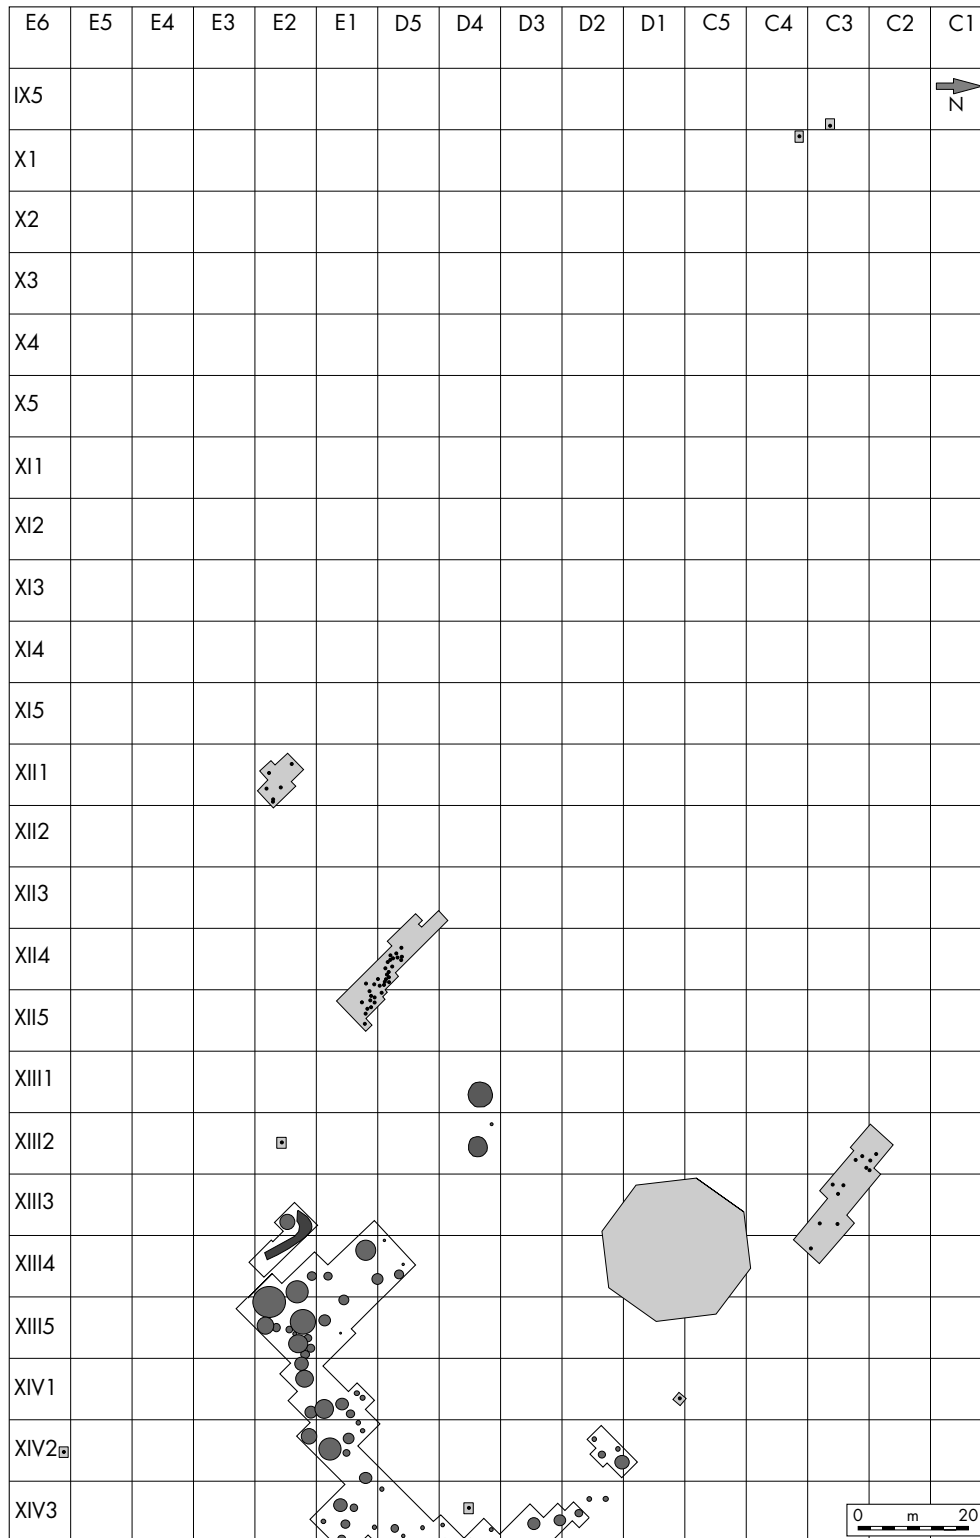 E6 E5 E4 E3 E2 E1 D5 D4 D3 D2 D1 C5 C4 C3 C2 C1
IX5
N
X1
X2
X3
X4
X5
XI1
XI2
XI3
XI4
XI5
XII1
XII2
XII3
XII4
XII5
XIII1
XIII2
XIII3
XIII4
XIII5
XIV1
XIV2
XIV3
0 m 20